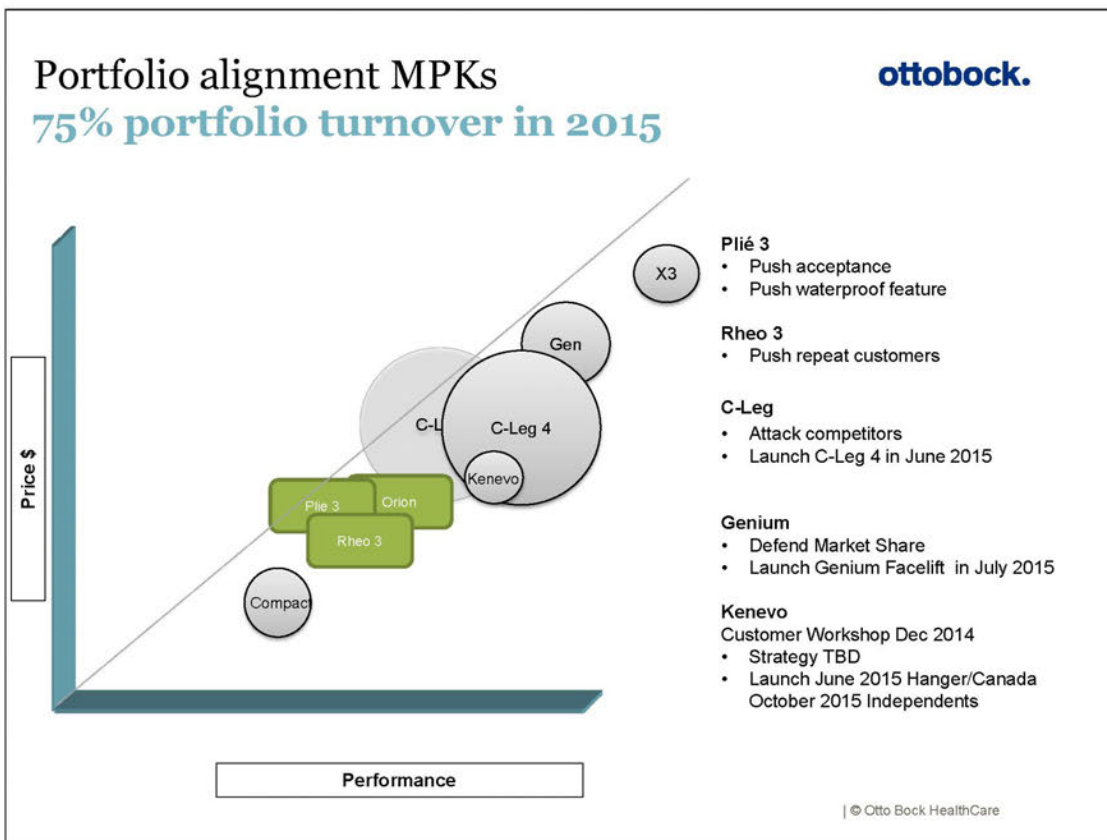 Portfolio alignment MPKs
75% portfolio turnover in 2015
ottobock.
Price $
X3
Gen
C-L
C-Leg 4
Kenevo
Plie 3
Orion
Rheo 3
Compact
Performance
Plié 3
• Push acceptance
• Push waterproof feature
Rheo 3
• Push repeat customers
C-Leg
• Attack competitors
• Launch C-Leg 4 in June 2015
Genium
• Defend Market Share
• Launch Genium Facelift in July 2015
Kenevo
Customer Workshop Dec 2014
• Strategy TBD
• Launch June 2015 Hanger/Canada
October 2015 Independents
| © Otto Bock HealthCare